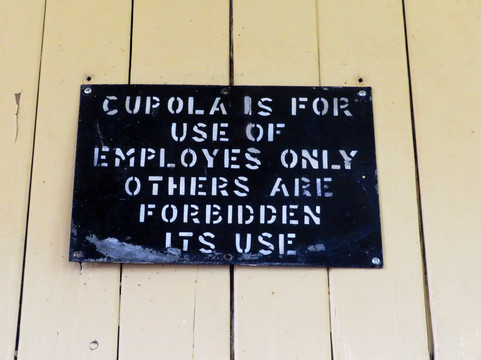 CUPOLA IS FOR
USE OF
EMPLOYES ONLY
OTHERS ARE
FORBIDDEN
ITS USE